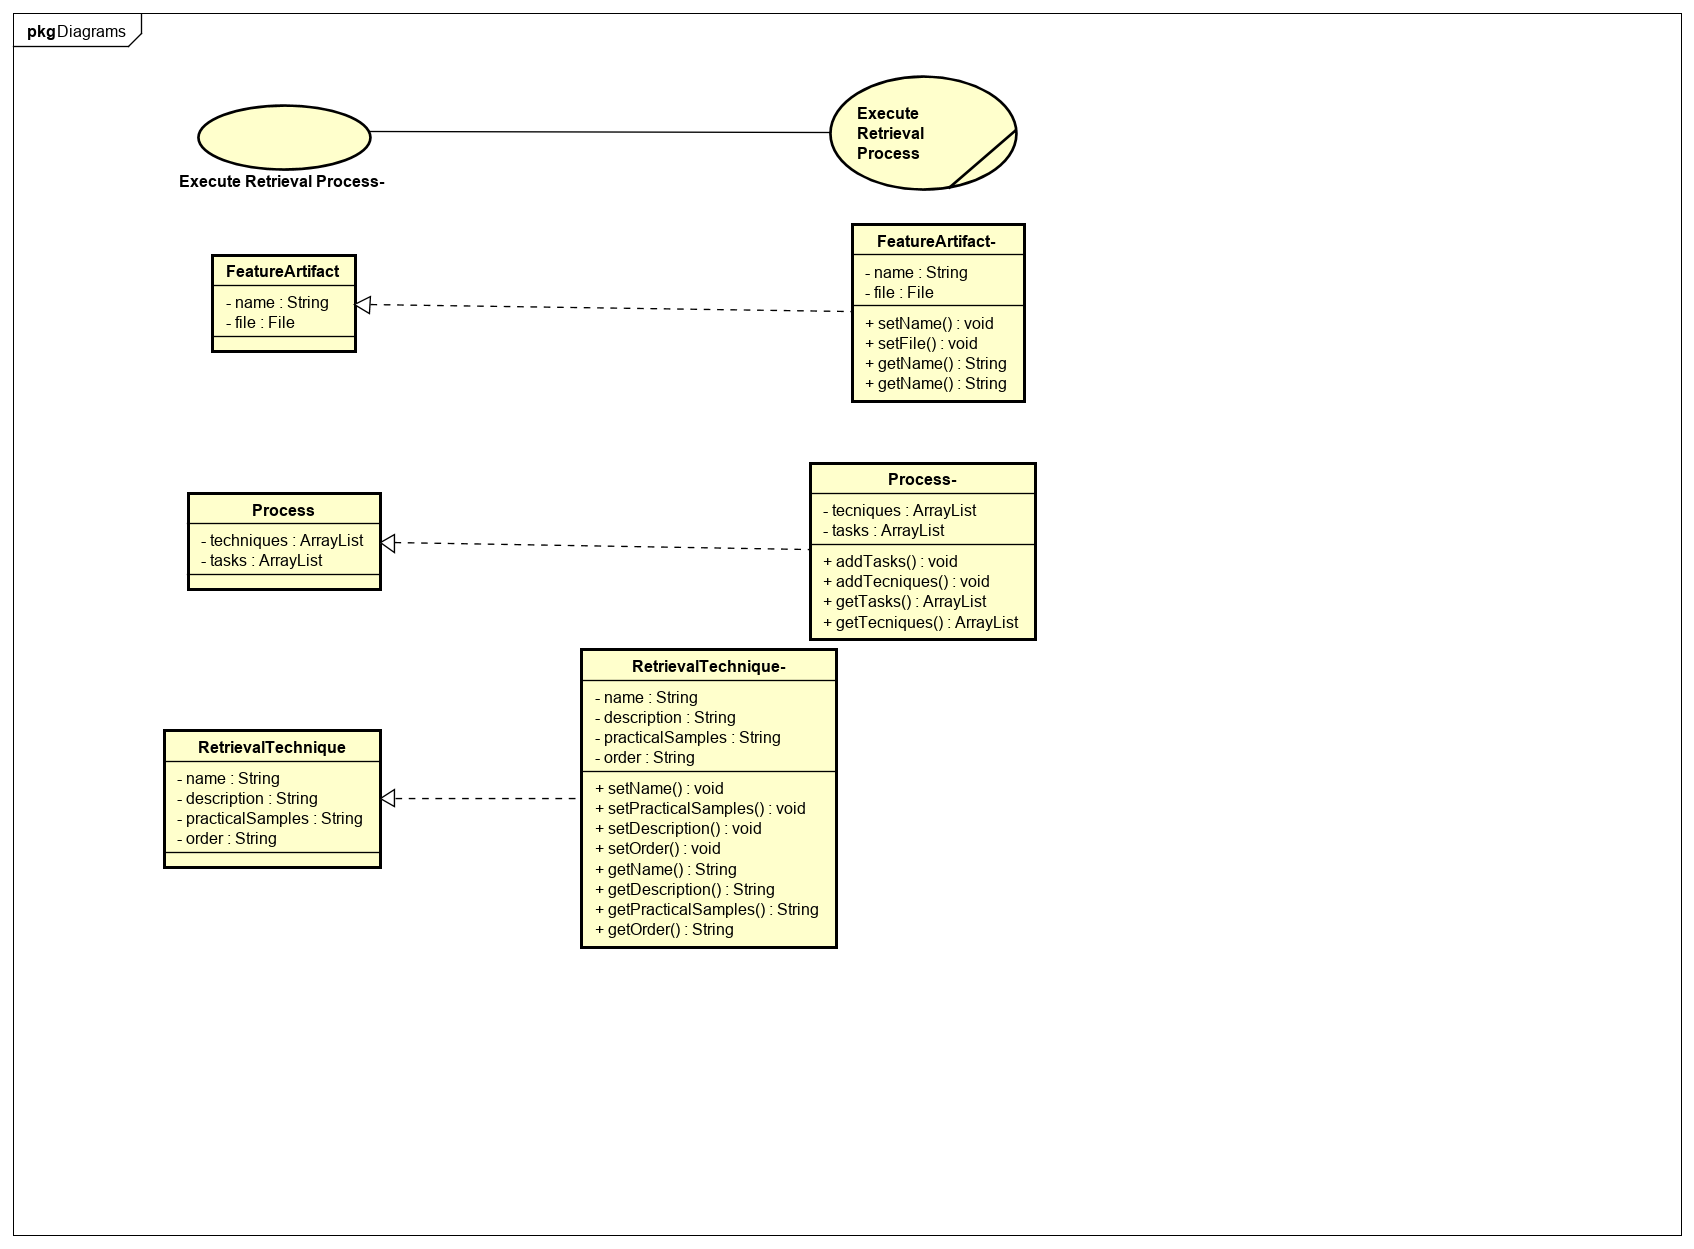 pkg Diagrams
Execute
Retrieval
Process
Execute Retrieval Process-
FeatureArtifact
- name : String
- file : File
FeatureArtifact-
- name : String
- file : File
+ setName() : void
+ setFile() : void
+ getName() : String
+ getName() : String
Process
- techniques : ArrayList
- tasks : ArrayList
Process-
- tecniques : ArrayList
- tasks : ArrayList
+ addTasks() : void
+ addTecniques() : void
+ getTasks() : ArrayList
+ getTecniques() : ArrayList
RetrievalTechnique
- name : String
- description : String
- practicalSamples : String
- order : String
RetrievalTechnique-
- name : String
- description : String
- practicalSamples : String
- order : String
+ setName() : void
+ setPracticalSamples() : void
+ setDescription() : void
+ setOrder() : void
+ getName() : String
+ getDescription() : String
+ getPracticalSamples() : String
+ getOrder() : String